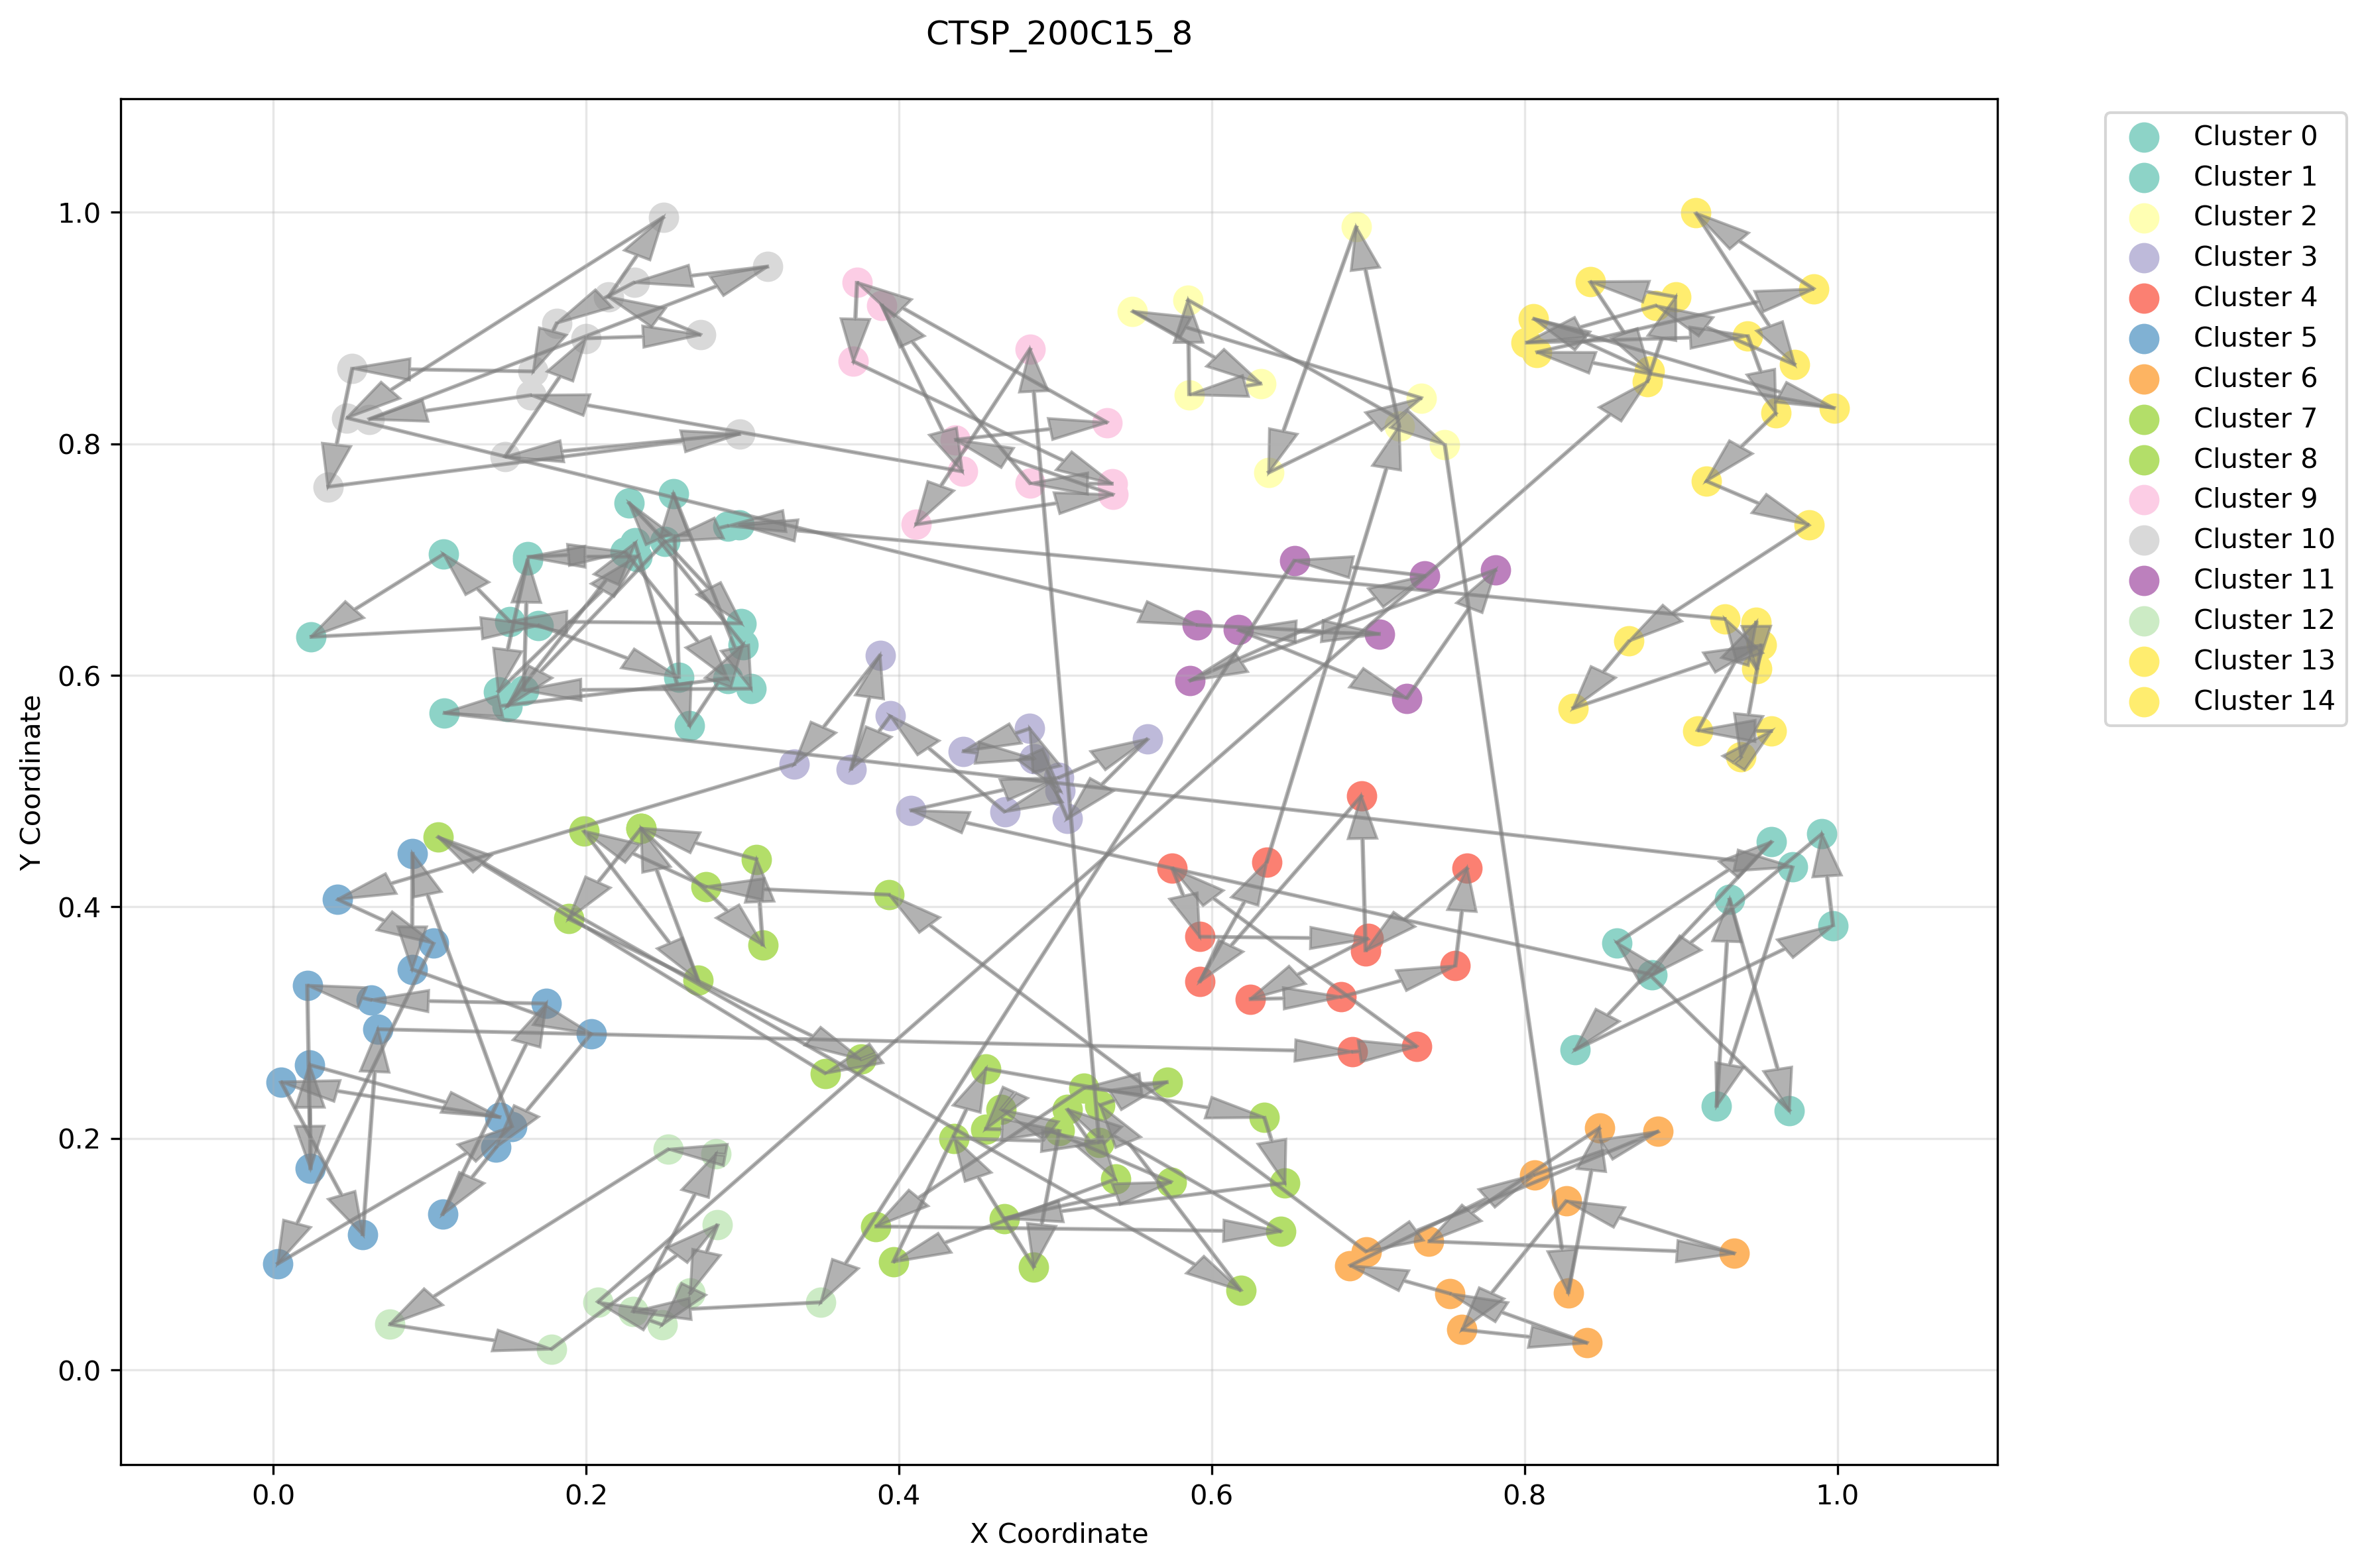 CTSP_200C15_8
Y Coordinate
1.0
0.8
0.6
0.4
0.2
0.0
0.0 0.2 0.4 0.6 0.8 1.0
X Coordinate
Cluster 0
Cluster 1
Cluster 2
Cluster 3
Cluster 4
Cluster 5
Cluster 6
Cluster 7
Cluster 8
Cluster 9
Cluster 10
Cluster 11
Cluster 12
Cluster 13
Cluster 14